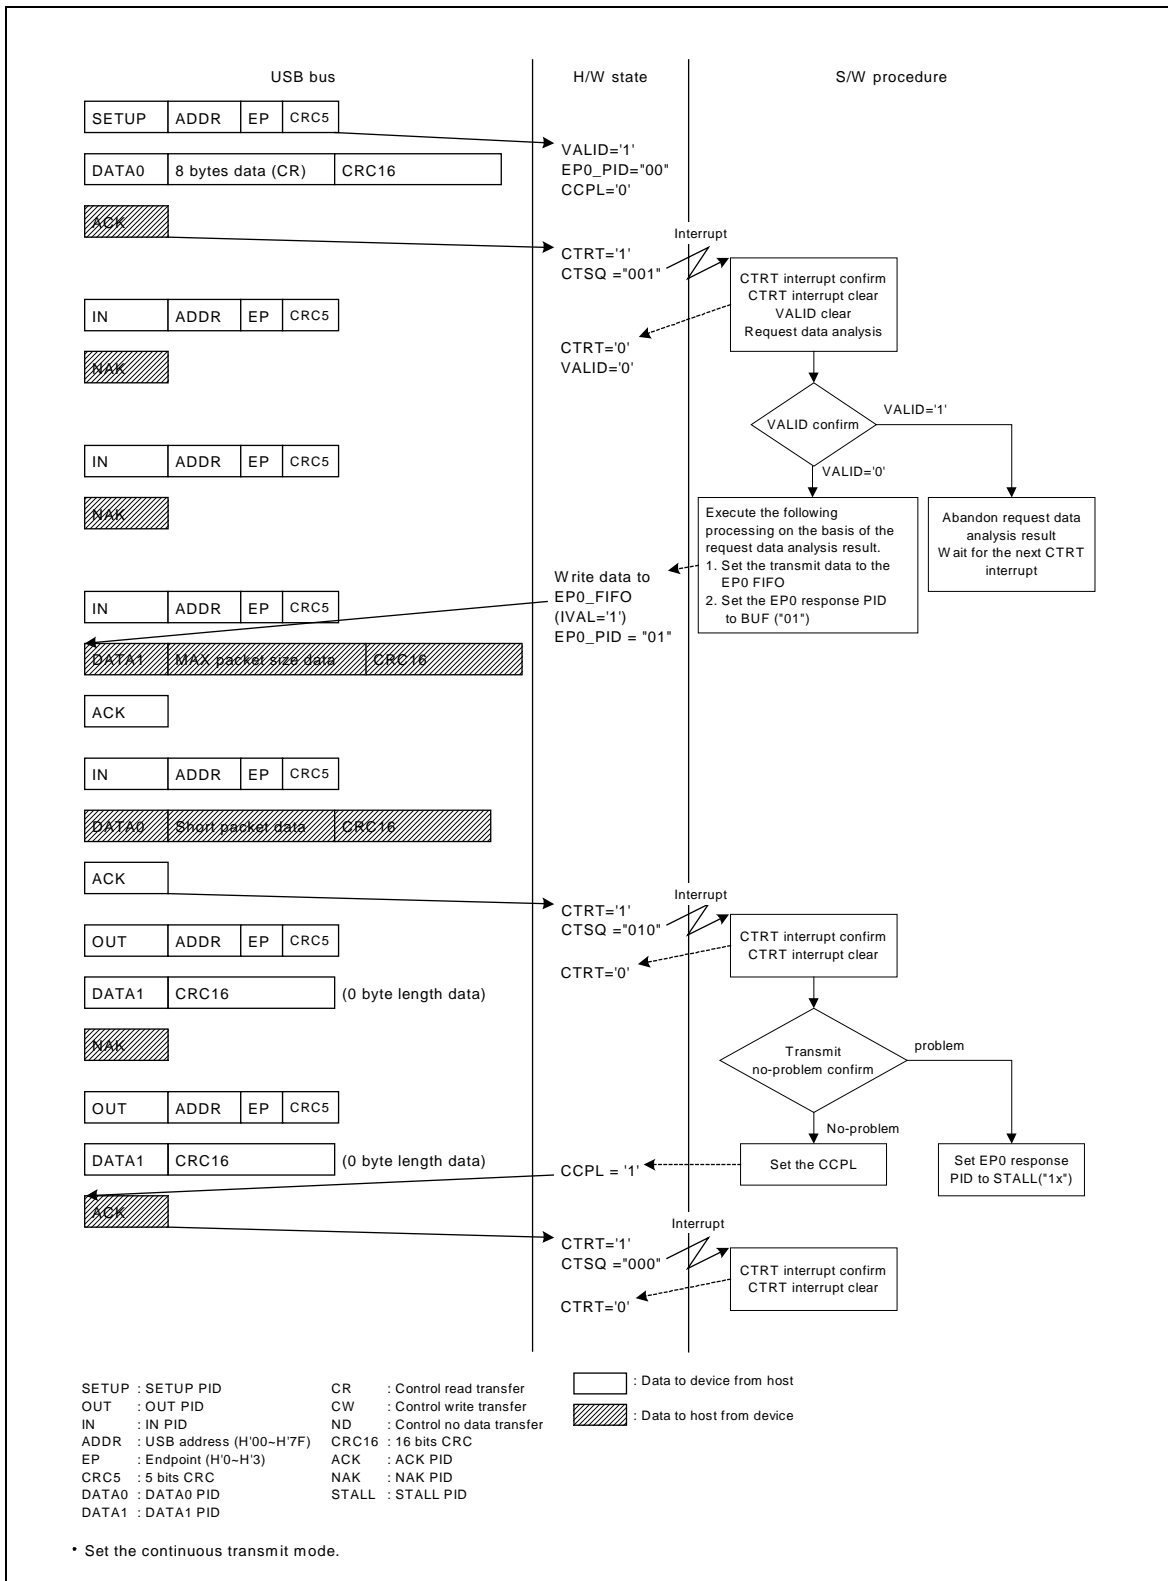 USB bus
H/W state
S/W procedure
SETUP ADDR EP CRC5
VALID='1'
EP0_PID="00"
CCPL='0'
DATA0 8 bytes data (CR) CRC16
ACK
Interrupt
CTRT='1'
CTSQ ="001"
CTRT interrupt confirm
CTRT interrupt clear
VALID clear
Request data analysis
IN ADDR EP CRC5
CTRT='0'
VALID='0'
NAK
VALID confirm
VALID='1'
VALID='0'
IN ADDR EP CRC5
NAK
Execute the following
processing on the basis of the
request data analysis result.
1. Set the transmit data to the
EP0 FIFO
2. Set the EP0 response PID
to BUF ("01")
Abandon request data
analysis result
Wait for the next CTRT
interrupt
Write data to
EP0_FIFO
(IVAL='1')
EP0_PID = "01"
IN ADDR EP CRC5
DATA1 MAX packet size data CRC16
ACK
IN ADDR EP CRC5
DATA0 Short packet data CRC16
ACK
Interrupt
CTRT='1'
CTSQ ="010"
CTRT interrupt confirm
CTRT interrupt clear
OUT ADDR EP CRC5
CTRT='0'
DATA1 CRC16 (0 byte length data)
NAK
Transmit
no-problem confirm
problem
No-problem
OUT ADDR EP CRC5
DATA1 CRC16 (0 byte length data)
CCPL = '1'
Set the CCPL
Set EP0 response
PID to STALL("1x")
ACK
Interrupt
CTRT='1'
CTSQ ="000"
CTRT interrupt confirm
CTRT interrupt clear
CTRT='0'
SETUP : SETUP PID
OUT : OUT PID
IN : IN PID
ADDR : USB address (H'00~H'7F)
EP : Endpoint (H'0~H'3)
CRC5 : 5 bits CRC
DATA0 : DATA0 PID
DATA1 : DATA1 PID
CR : Control read transfer
CW : Control write transfer
ND : Control no data transfer
CRC16 : 16 bits CRC
ACK : ACK PID
NAK : NAK PID
STALL : STALL PID
: Data to device from host
: Data to host from device
• Set the continuous transmit mode.